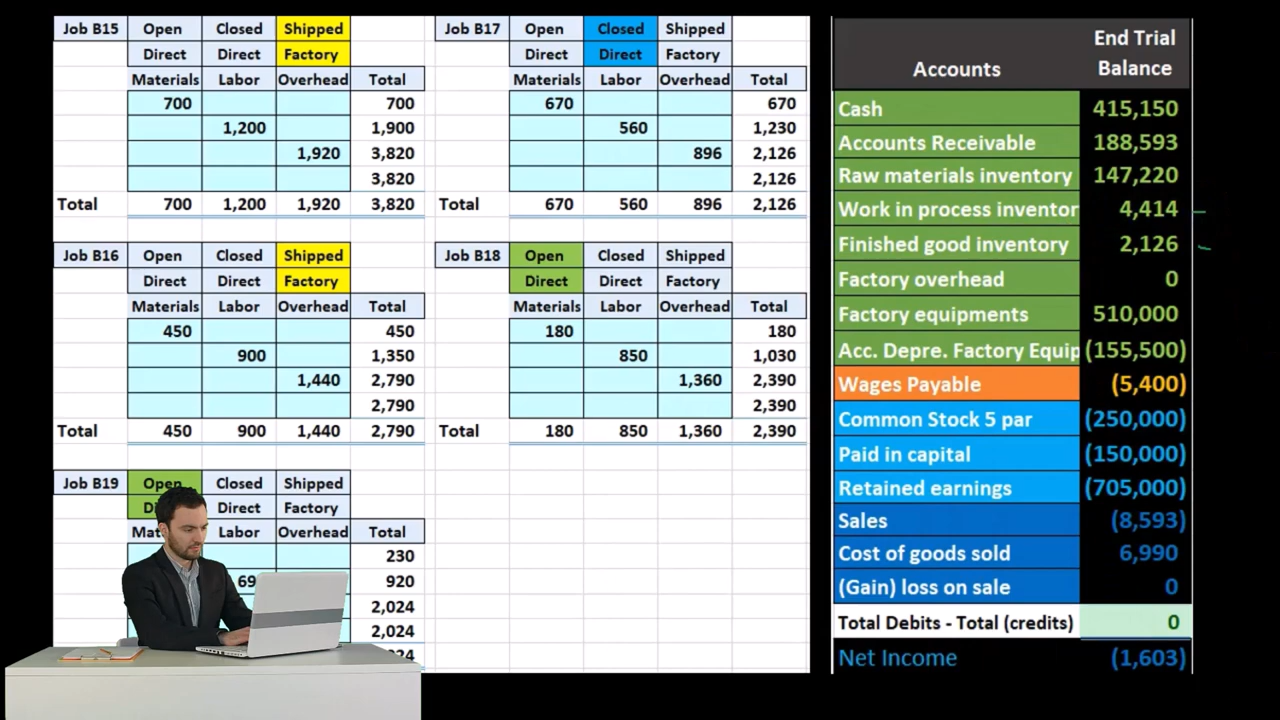 Job B15 Open Closed Shipped
Direct Direct Factory
Materials Labor Overhead Total
700 700
1,200 1,900
1,920 3,820
3,820
Total 700 1,200 1,920 3,820
Job B17 Open Closed Shipped
Direct Direct Factory
Materials Labor Overhead Total
670 670
560 1,230
896 2,126
2,126
Total 670 560 896 2,126
Job B16 Open Closed Shipped
Direct Direct Factory
Materials Labor Overhead Total
450 450
900 1,350
1,440 2,790
2,790
Total 450 900 1,440 2,790
Job B18 Open Closed Shipped
Direct Direct Factory
Materials Labor Overhead Total
180 180
850 1,030
1,360 2,390
2,390
Total 180 850 1,360 2,390
Job B19 Open Closed Shipped
Direct Factory
Labor Overhead Total
230
920
2,024
2,024
End Trial
Accounts Balance
Cash 415,150
Accounts Receivable 188,593
Raw materials inventory 147,220
Work in process inventor 4,414
Finished good inventory 2,126
Factory overhead 0
Factory equipments 510,000
Acc. Depre. Factory Equip (155,500)
Wages Payable (5,400)
Common Stock 5 par (250,000)
Paid in capital (150,000)
Retained earnings (705,000)
Sales (8,593)
Cost of goods sold 6,990
(Gain) loss on sale 0
Total Debits - Total (credits) 0
Net Income (1,603)